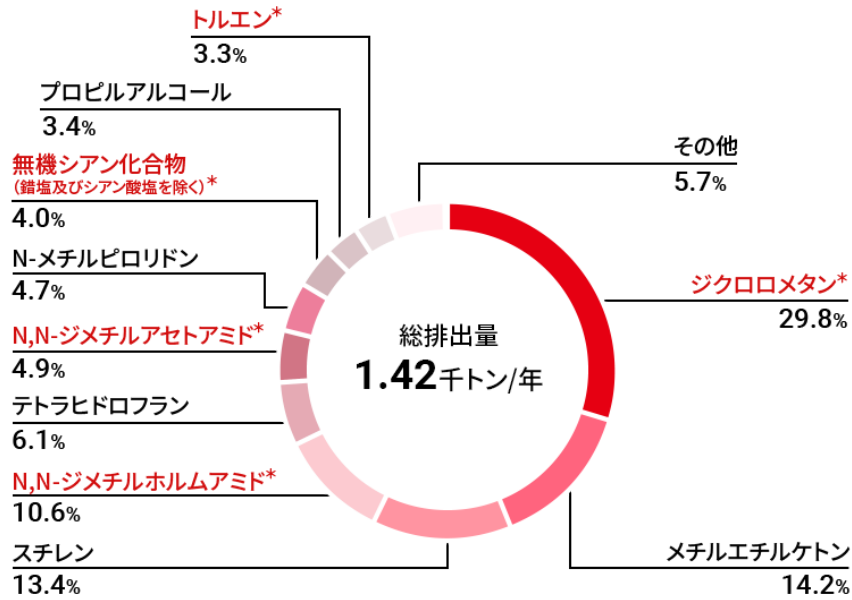 トルエン*
3.3%
プロピルアルコール
3.4%
無機シアン化合物
（錯塩及びシアン酸塩を除く）*
4.0%
N-メチルピロリドン
4.7%
N,N-ジメチルアセトアミド*
4.9%
テトラヒドロフラン
6.1%
N,N-ジメチルホルムアミド*
10.6%
スチレン
13.4%
総排出量
1.42千トン/年
その他
5.7%
ジクロロメタン*
29.8%
メチルエチルケトン
14.2%